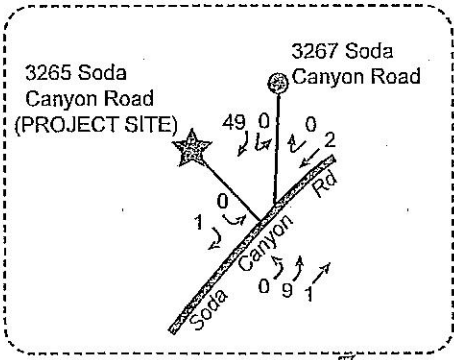 3265 Soda
Canyon Road
(PROJECT SITE)
3267 Soda
Canyon Road
49 0
0
2
0
1
Soda Canyon Rd
0 9 1